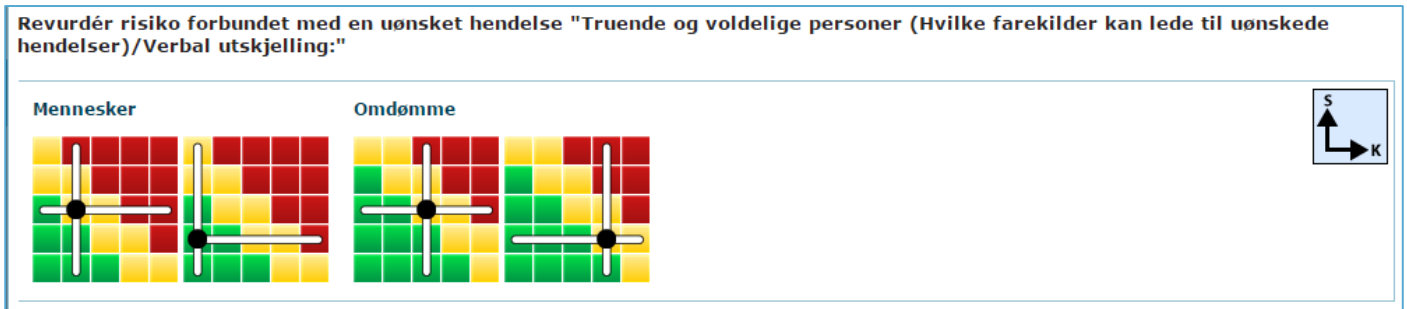 Revurdér risiko forbundet med en uønsket hendelse "Truende og voldelige personer (Hvilke farekilder kan lede til uønskede
hendelser)/Verbal utskjelling:"
Mennesker
Omdømme
S
K